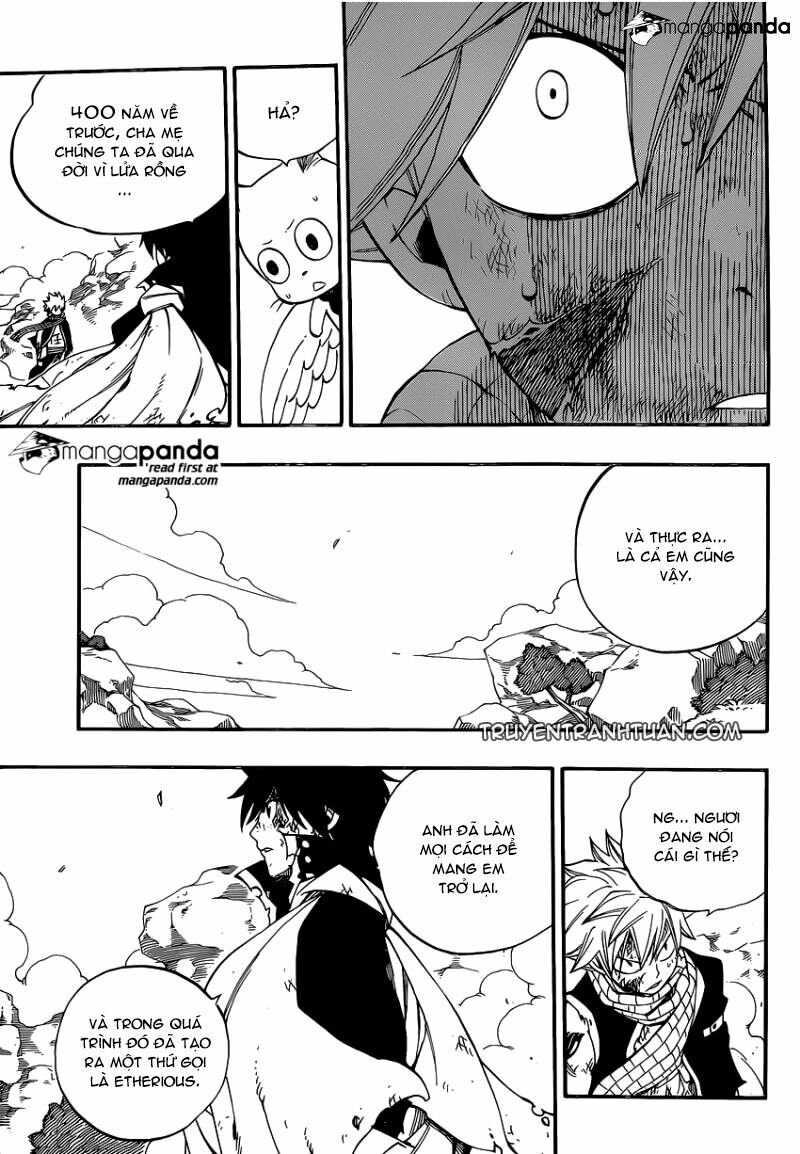 mangapanda
HẢ?
400 NĂM VỀ
TRƯỚC, CHA MẸ
CHÚNG TA ĐÃ QUA
ĐỜI VÌ LỬA RỒNG
...
mangapanda
read first at
mangapanda.com
VÀ THỰC RA...
LÀ CẢ EM CŨNG
VẬY.
TRUYENTRANHTUAN.COM
NG... NGƯƠI
ĐANG NÓI
CÁI GÌ THẾ?
ANH ĐÃ LÀM
MỌI CÁCH ĐỂ
MANG EM
TRỞ LẠI.
VÀ TRONG QUÁ
TRÌNH ĐÓ ĐÃ TẠO
RA MỘT THỨ GỌI
LÀ ETHERIOUS.